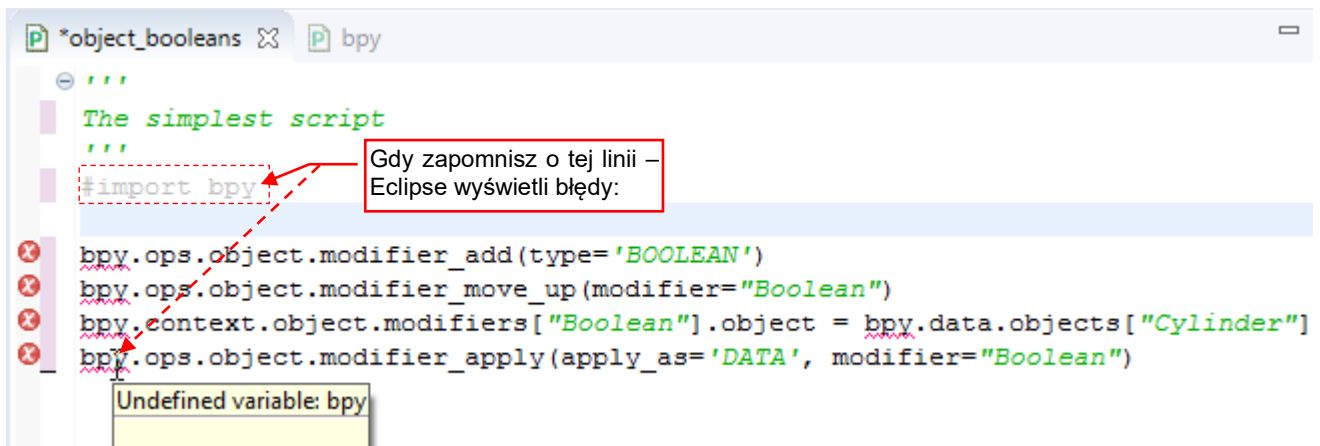 *object_booleans bpy
'''
The simplest script
'''
Gdy zapomnisz o tej linii –
Eclipse wyświetli błędy:
#import bpy
bpy.ops.object.modifier_add(type='BOOLEAN')
bpy.ops.object.modifier_move_up(modifier="Boolean")
bpy.context.object.modifiers["Boolean"].object = bpy.data.objects["Cylinder"]
bpy.ops.object.modifier_apply(apply_as='DATA', modifier="Boolean")
Undefined variable: bpy